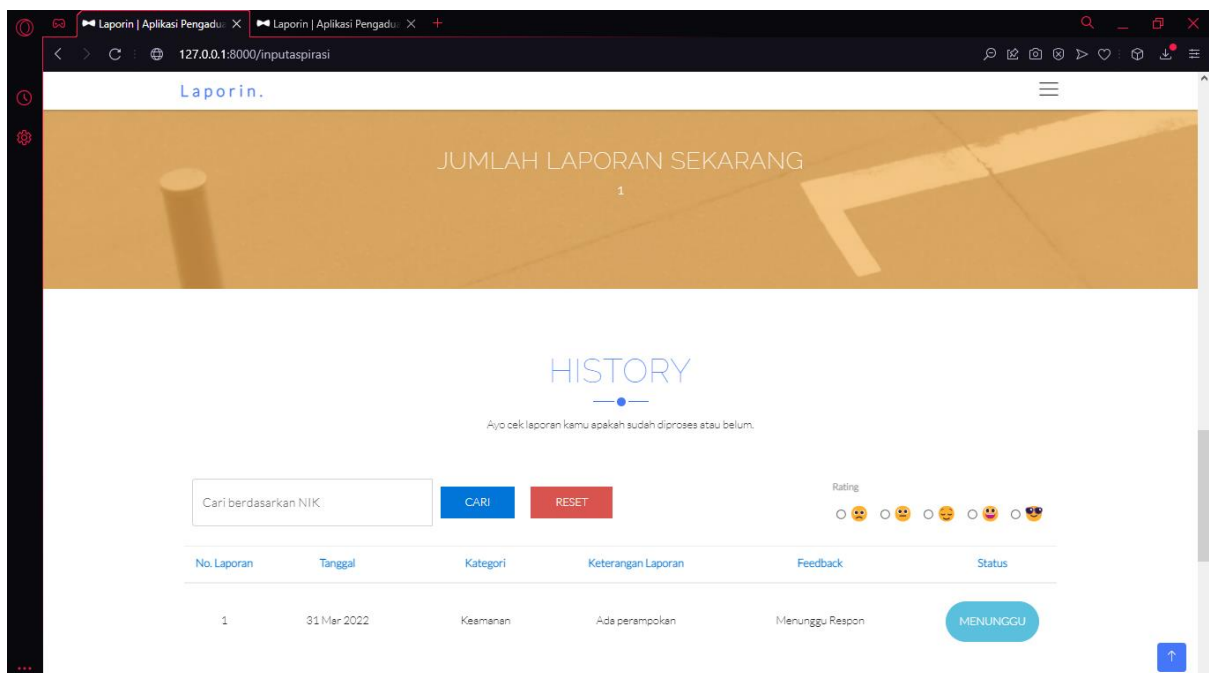 Laporin | Aplikasi Pengadu
Laporin | Aplikasi Pengadu
127.0.0.1:8000/inputaspirasi
Laporin.
JUMLAH LAPORAN SEKARANG
1
HISTORY
Ayo cek laporan kamu apakah sudah diproses atau belum.
Rating
Cari berdasarkan NIK CARI RESET
No. Laporan Tanggal Kategori Keterangan Laporan Feedback Status
1 31 Mar 2022 Keamanan Ada perampokan Menunggu Respon MENUNGGU